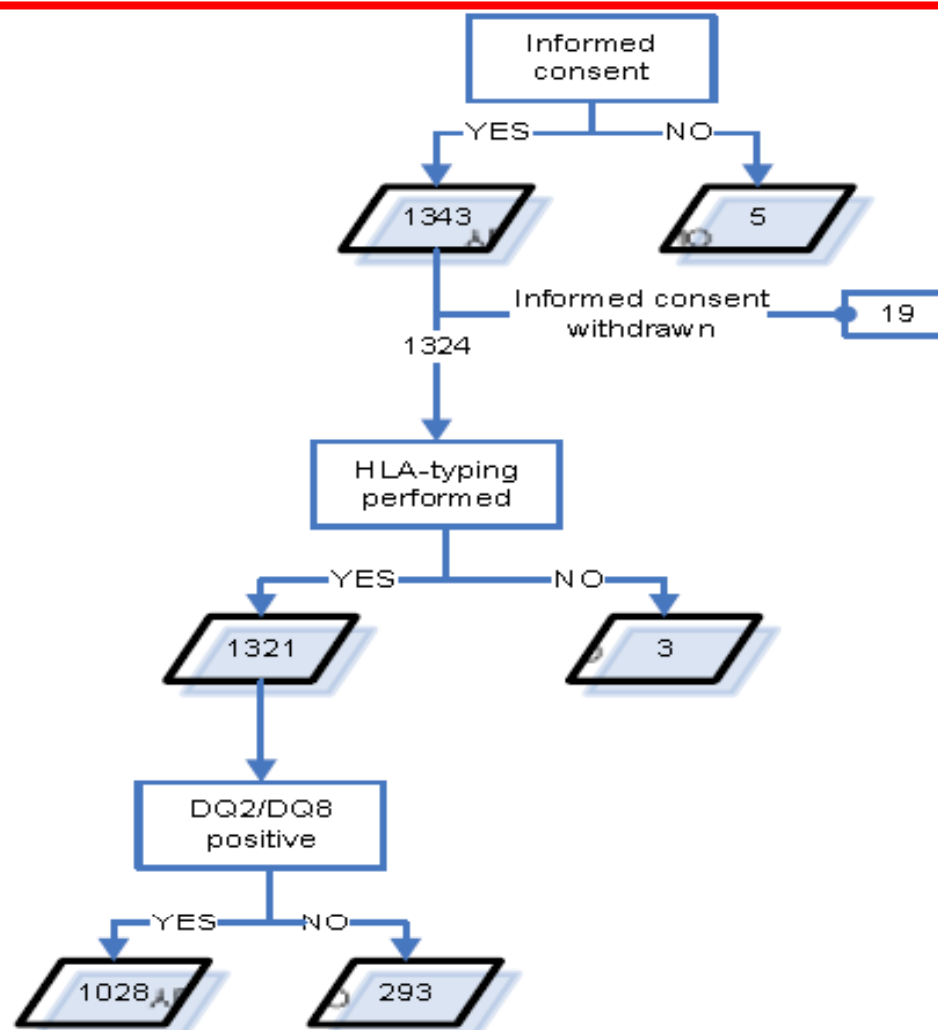 Informed
consent
YES
NO
1343
5
Informed consent
withdrawn
19
1324
HLA-typing
performed
YES
NO
1321
3
DQ2/DQ8
positive
YES
NO
1028
293